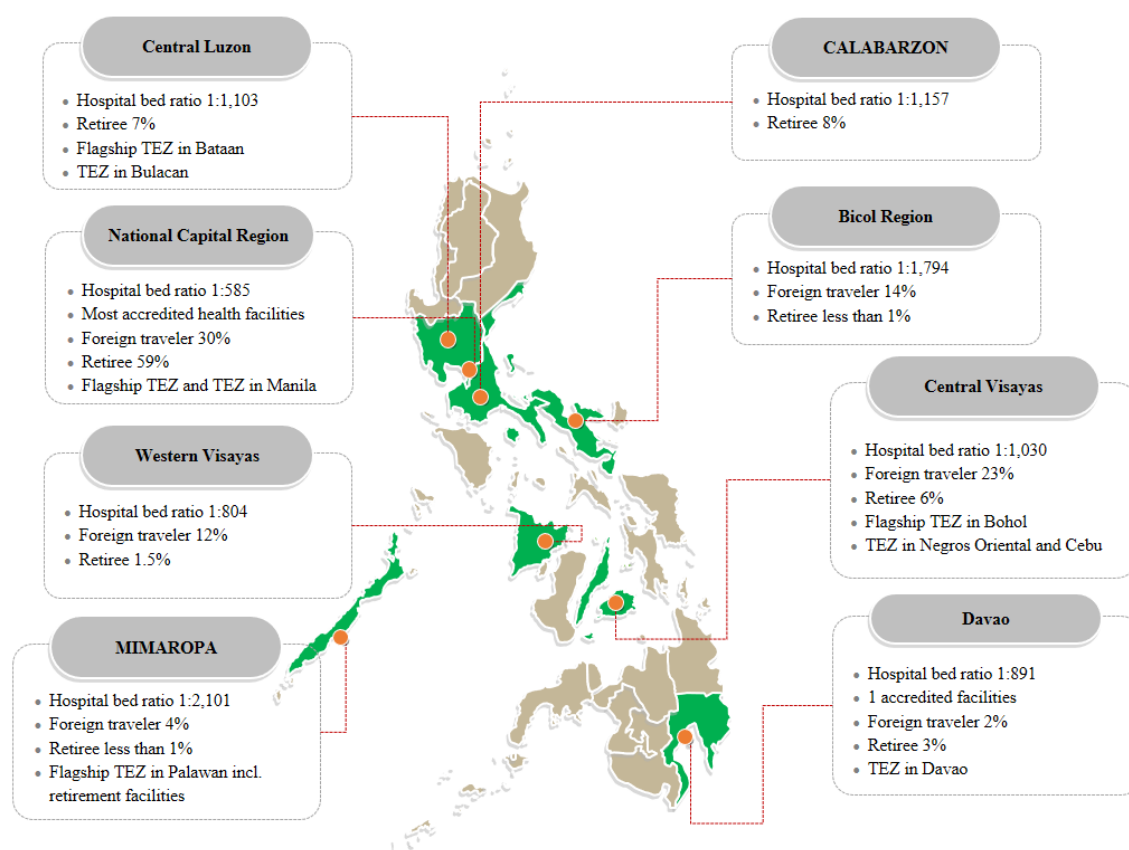 Central Luzon
Hospital bed ratio 1:1,103
Retiree 7%
Flagship TEZ in Bataan
TEZ in Bulacan
National Capital Region
Hospital bed ratio 1:585
Most accredited health facilities
Foreign traveler 30%
Retiree 59%
Flagship TEZ and TEZ in Manila
Western Visayas
Hospital bed ratio 1:804
Foreign traveler 12%
Retiree 1.5%
MIMAROPA
Hospital bed ratio 1:2,101
Foreign traveler 4%
Retiree less than 1%
Flagship TEZ in Palawan incl.
retirement facilities
CALABARZON
Hospital bed ratio 1:1,157
Retiree 8%
Bicol Region
Hospital bed ratio 1:1,794
Foreign traveler 14%
Retiree less than 1%
Central Visayas
Hospital bed ratio 1:1,030
Foreign traveler 23%
Retiree 6%
Flagship TEZ in Bohol
TEZ in Negros Oriental and Cebu
Davao
Hospital bed ratio 1:891
1 accredited facilities
Foreign traveler 2%
Retiree 3%
TEZ in Davao